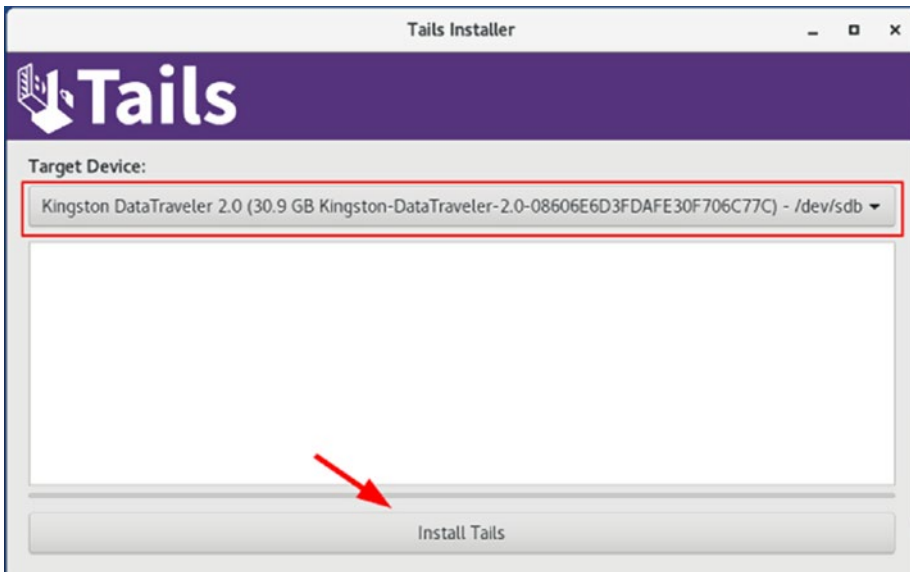 Tails Installer
Tails
Target Device:
Kingston DataTraveler 2.0 (30.9 GB Kingston-DataTraveler-2.0-08606E6D3FDAFE30F706C77C) - /dev/sdb
Install Tails